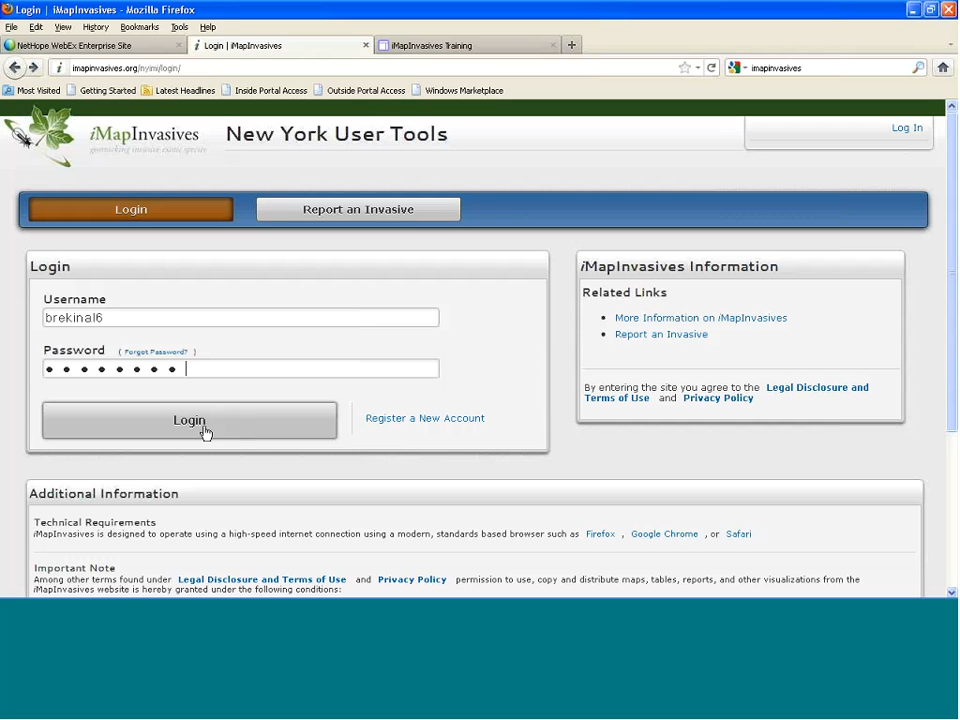 Login | iMapInvasives - Mozilla Firefox
File Edit View History Bookmarks Tools Help
NetHope WebEx Enterprise Site × Login | iMapInvasives × iMapInvasives Training × +
imapinvasives.org/nyimi/login/ imapinvasives
Most Visited Getting Started Latest Headlines Inside Portal Access Outside Portal Access Windows Marketplace
iMapInvasives New York User Tools Log In
geotracking invasive exotic species
Login Report an Invasive
Login
Username
brekinal6
Password ( Forgot Password? )
Login Register a New Account
iMapInvasives Information
Related Links
• More Information on iMapInvasives
• Report an Invasive
By entering the site you agree to the Legal Disclosure and
Terms of Use and Privacy Policy
Additional Information
Technical Requirements
iMapInvasives is designed to operate using a high-speed internet connection using a modern, standards based browser such as Firefox , Google Chrome , or Safari
Important Note
Among other terms found under Legal Disclosure and Terms of Use and Privacy Policy permission to use, copy and distribute maps, tables, reports, and other visualizations from the
iMapInvasives website is hereby granted under the following conditions: